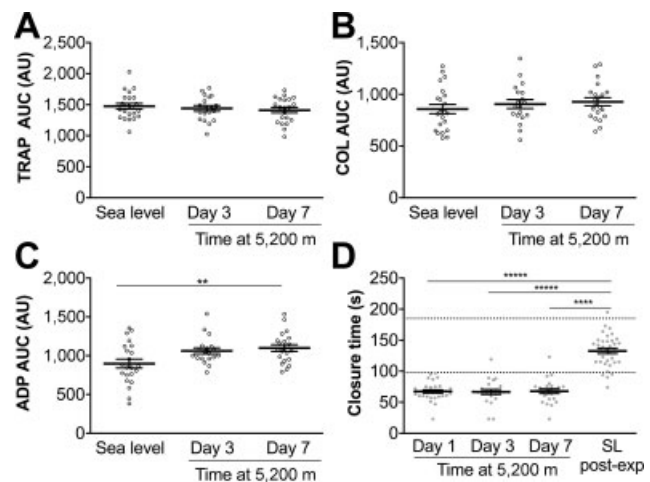 A
TRAP AUC (AU)
2,500
2,000
1,500
1,000
500
0
Sea level Day 3 Day 7
Time at 5,200 m
B
COL AUC (AU)
1,500
1,000
500
0
Sea level Day 3 Day 7
Time at 5,200 m
C
ADP AUC (AU)
2,000
1,500
1,000
500
0
**
Sea level Day 3 Day 7
Time at 5,200 m
D
Closure time (s)
250
200
150
100
50
0
*****
*****
****
Day 1 Day 3 Day 7 SL
post-exp
Time at 5,200 m